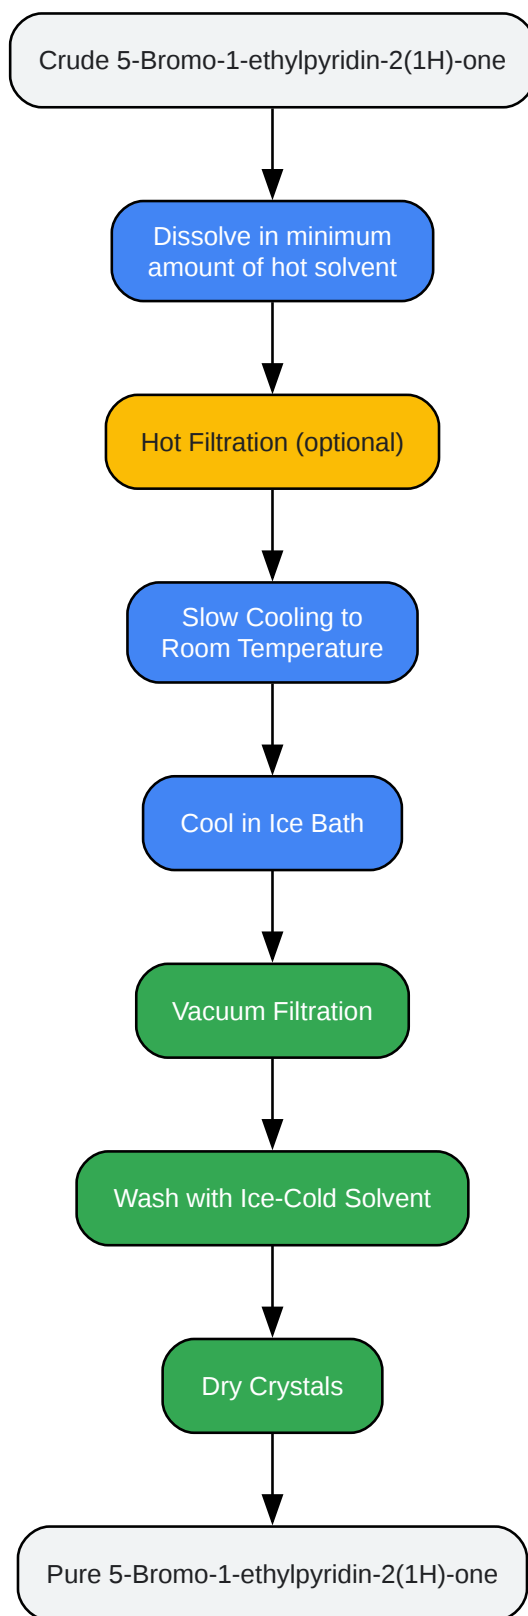 Crude 5-Bromo-1-ethylpyridin-2(1H)-one
Dissolve in minimum
amount of hot solvent
Hot Filtration (optional)
Slow Cooling to
Room Temperature
Cool in Ice Bath
Vacuum Filtration
Wash with Ice-Cold Solvent
Dry Crystals
Pure 5-Bromo-1-ethylpyridin-2(1H)-one